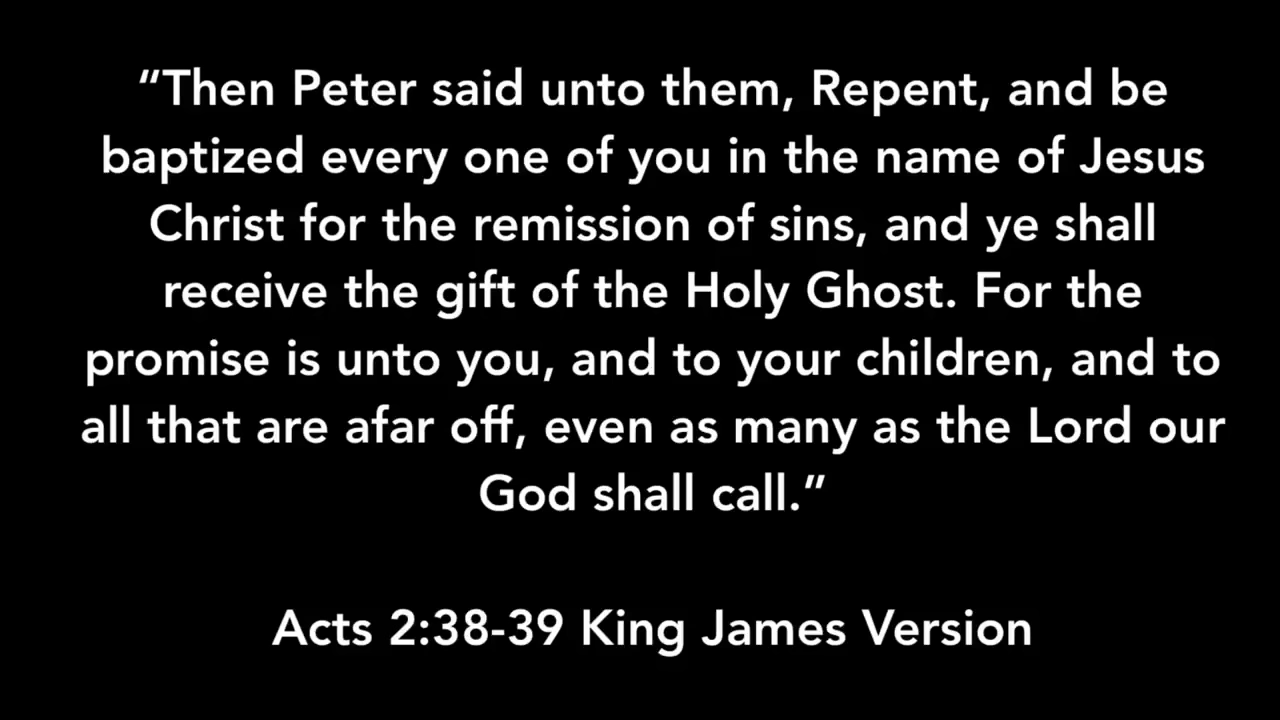 “Then Peter said unto them, Repent, and be
baptized every one of you in the name of Jesus
Christ for the remission of sins, and ye shall
receive the gift of the Holy Ghost. For the
promise is unto you, and to your children, and to
all that are afar off, even as many as the Lord our
God shall call.”
Acts 2:38-39 King James Version